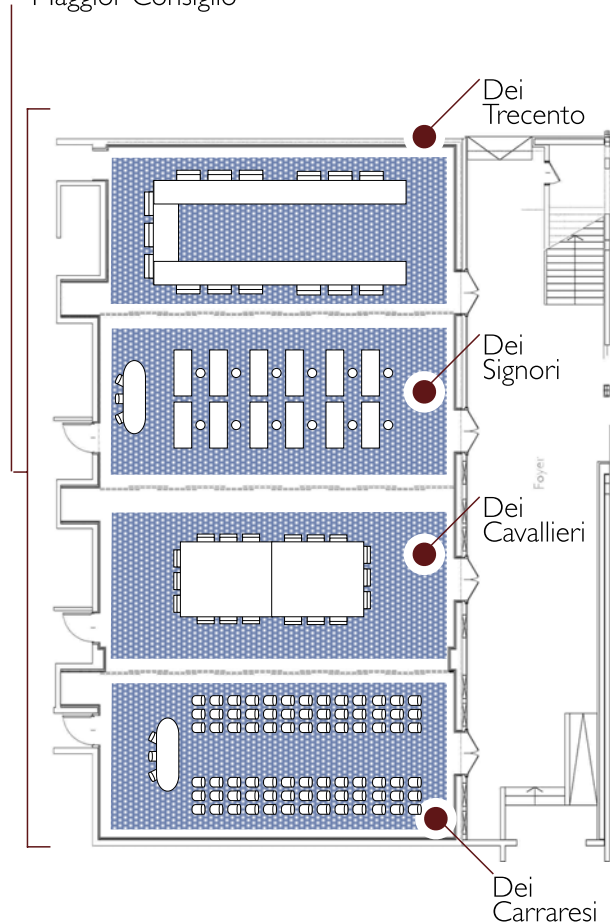 Maggior Consiglio
Dei
Trecento
Dei
Signori
Foyer
Dei
Cavallieri
Dei
Carraresi